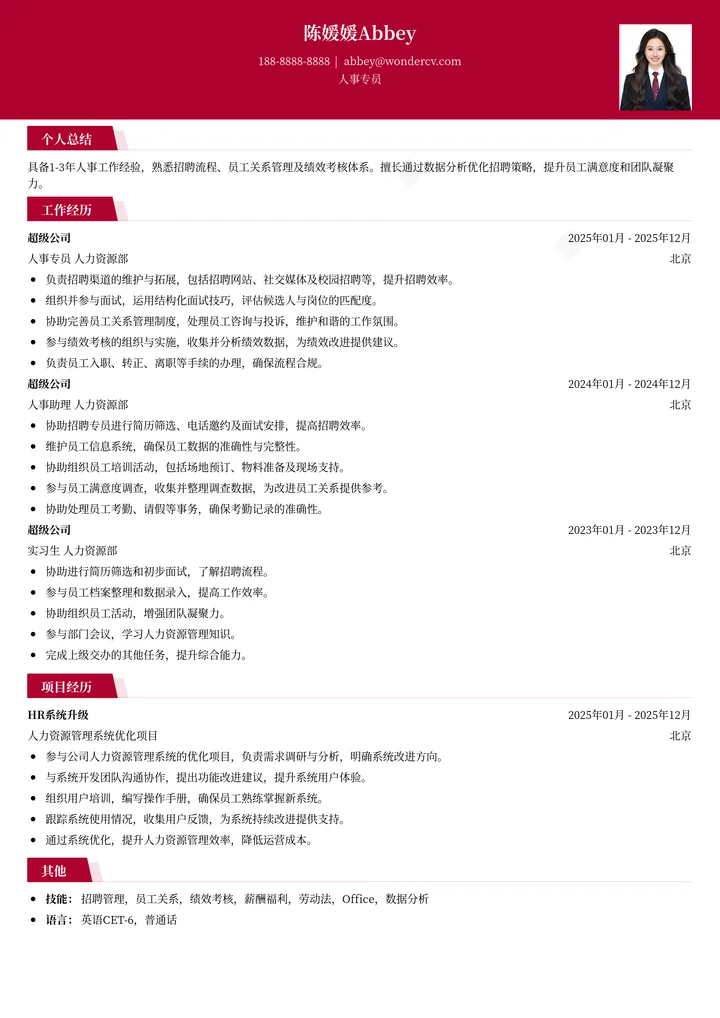 陈媛媛Abbey
188-8888-8888 | abbey@wondercv.com
人事专员
个人总结
具备1-3年人事工作经验，熟悉招聘流程、员工关系管理及绩效考核体系。擅长通过数据分析优化招聘策略，提升员工满意度和团队凝聚
力。
工作经历
超级公司 2025年01月 - 2025年12月
人事专员 人力资源部 北京
• 负责招聘渠道的维护与拓展，包括招聘网站、社交媒体及校园招聘等，提升招聘效率。
• 组织并参与面试，运用结构化面试技巧，评估候选人与岗位的匹配度。
• 协助完善员工关系管理制度，处理员工咨询与投诉，维护和谐的工作氛围。
• 参与绩效考核的组织与实施，收集并分析绩效数据，为绩效改进提供建议。
• 负责员工入职、转正、离职等手续的办理，确保流程合规。
超级公司 2024年01月 - 2024年12月
人事助理 人力资源部 北京
• 协助招聘专员进行简历筛选、电话邀约及面试安排，提高招聘效率。
• 维护员工信息系统，确保员工数据的准确性与完整性。
• 协助组织员工培训活动，包括场地预订、物料准备及现场支持。
• 参与员工满意度调查，收集并整理调查数据，为改进员工关系提供参考。
• 协助处理员工考勤、请假等事务，确保考勤记录的准确性。
超级公司 2023年01月 - 2023年12月
实习生 人力资源部 北京
• 协助进行简历筛选和初步面试，了解招聘流程。
• 参与员工档案整理和数据录入，提高工作效率。
• 协助组织员工活动，增强团队凝聚力。
• 参与部门会议，学习人力资源管理知识。
• 完成上级交办的其他任务，提升综合能力。
项目经历
HR系统升级 2025年01月 - 2025年12月
人力资源管理系统优化项目 北京
• 参与公司人力资源管理系统的优化项目，负责需求调研与分析，明确系统改进方向。
• 与系统开发团队沟通协作，提出功能改进建议，提升系统用户体验。
• 组织用户培训，编写操作手册，确保员工熟练掌握新系统。
• 跟踪系统使用情况，收集用户反馈，为系统持续改进提供支持。
• 通过系统优化，提升人力资源管理效率，降低运营成本。
其他
• 技能： 招聘管理，员工关系，绩效考核，薪酬福利，劳动法，Office，数据分析
• 语言： 英语CET-6，普通话